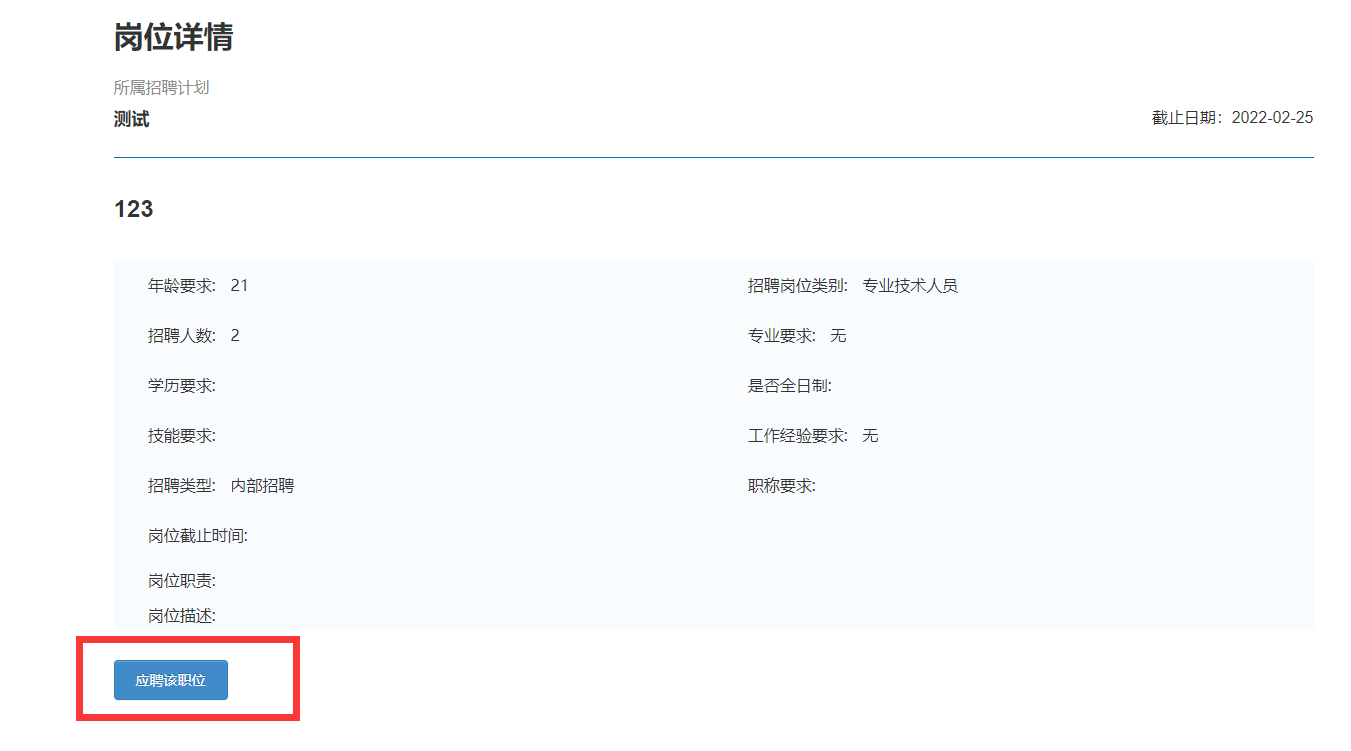 岗位详情
所属招聘计划
测试
截止日期：2022-02-25
123
年龄要求: 21
招聘岗位类别: 专业技术人员
招聘人数: 2
专业要求: 无
学历要求:
是否全日制:
技能要求:
工作经验要求: 无
招聘类型: 内部招聘
职称要求:
岗位截止时间:
岗位职责:
岗位描述:
应聘该职位